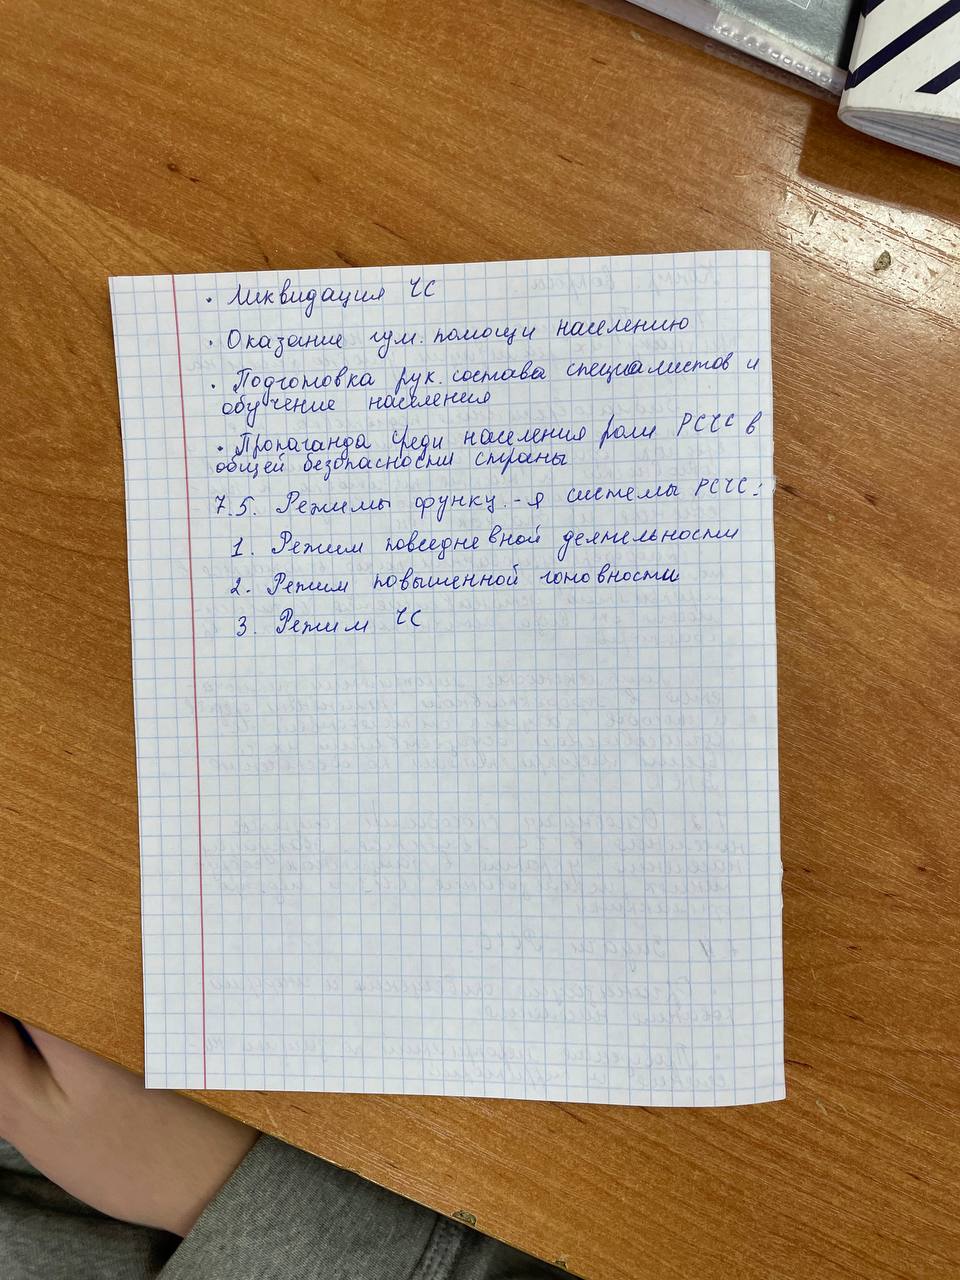 · Ликвидация ЧС
· Оказание гум. помощи населению
· Подготовка рук. состава специалистов и
обучение населения
· Пропаганда среди населения роли РСЧС в
общей безопасности страны
7.5. Режимы функц.-я системы РСЧС:
1. Режим повседневной деятельности
2. Режим повышенной готовности
3. Режим ЧС